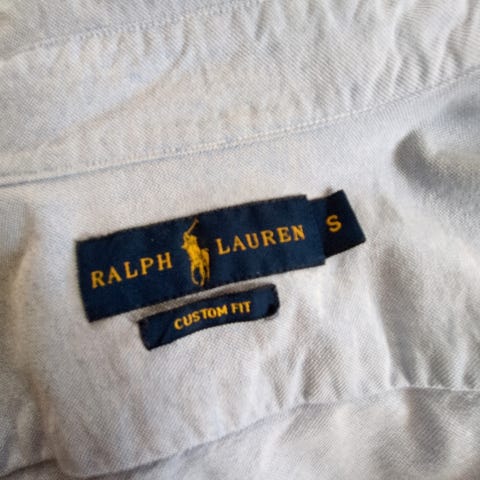 RALPH LAUREN S
CUSTOM FIT